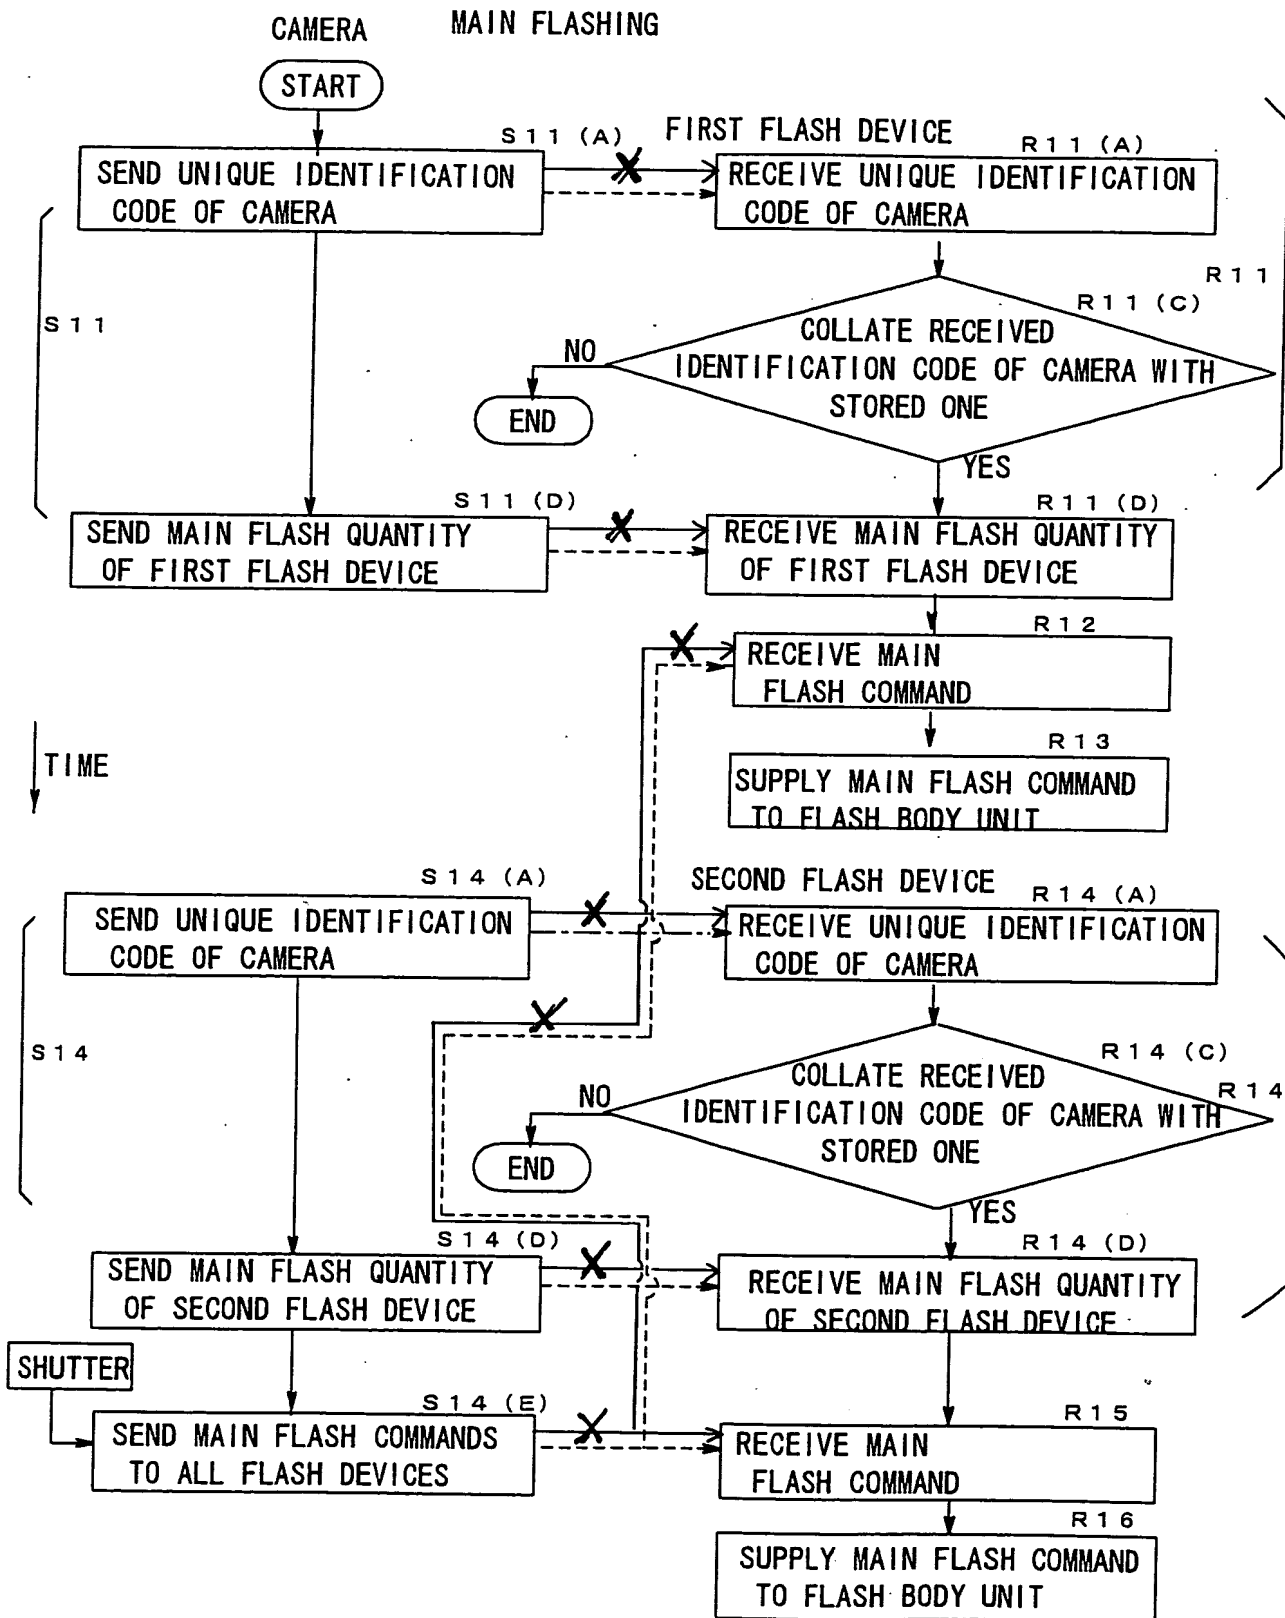 CAMERA
MAIN FLASHING
START
S11 (A)
FIRST FLASH DEVICE
R11 (A)
SEND UNIQUE IDENTIFICATION
CODE OF CAMERA
RECEIVE UNIQUE IDENTIFICATION
CODE OF CAMERA
R11
S11
R11 (C)
COLLATE RECEIVED
IDENTIFICATION CODE OF CAMERA WITH
STORED ONE
NO
END
YES
S11 (D)
R11 (D)
SEND MAIN FLASH QUANTITY
OF FIRST FLASH DEVICE
RECEIVE MAIN FLASH QUANTITY
OF FIRST FLASH DEVICE
R12
RECEIVE MAIN
FLASH COMMAND
R13
TIME
SUPPLY MAIN FLASH COMMAND
TO FLASH BODY UNIT
S14 (A)
SECOND FLASH DEVICE
R14 (A)
SEND UNIQUE IDENTIFICATION
CODE OF CAMERA
RECEIVE UNIQUE IDENTIFICATION
CODE OF CAMERA
S14
R14 (C)
R14
COLLATE RECEIVED
IDENTIFICATION CODE OF CAMERA WITH
STORED ONE
NO
END
YES
S14 (D)
R14 (D)
SEND MAIN FLASH QUANTITY
OF SECOND FLASH DEVICE
RECEIVE MAIN FLASH QUANTITY
OF SECOND FLASH DEVICE
SHUTTER
S14 (E)
R15
SEND MAIN FLASH COMMANDS
TO ALL FLASH DEVICES
RECEIVE MAIN
FLASH COMMAND
R16
SUPPLY MAIN FLASH COMMAND
TO FLASH BODY UNIT